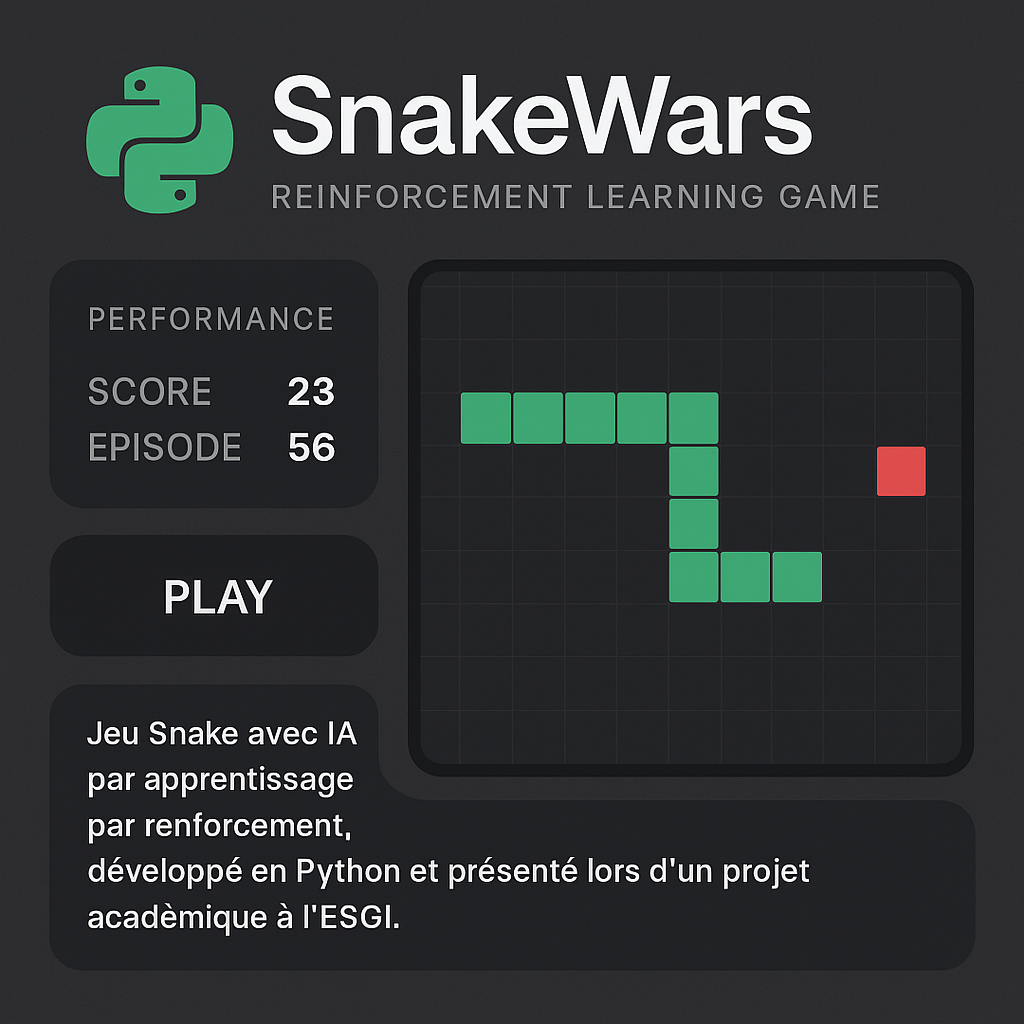 SnakeWars
REINFORCEMENT LEARNING GAME
PERFORMANCE
SCORE 23
EPISODE 56
PLAY
Jeu Snake avec IA
par apprentissage
par renforcement,
développé en Python et présenté lors d'un projet
acadèmique à l'ESGI.